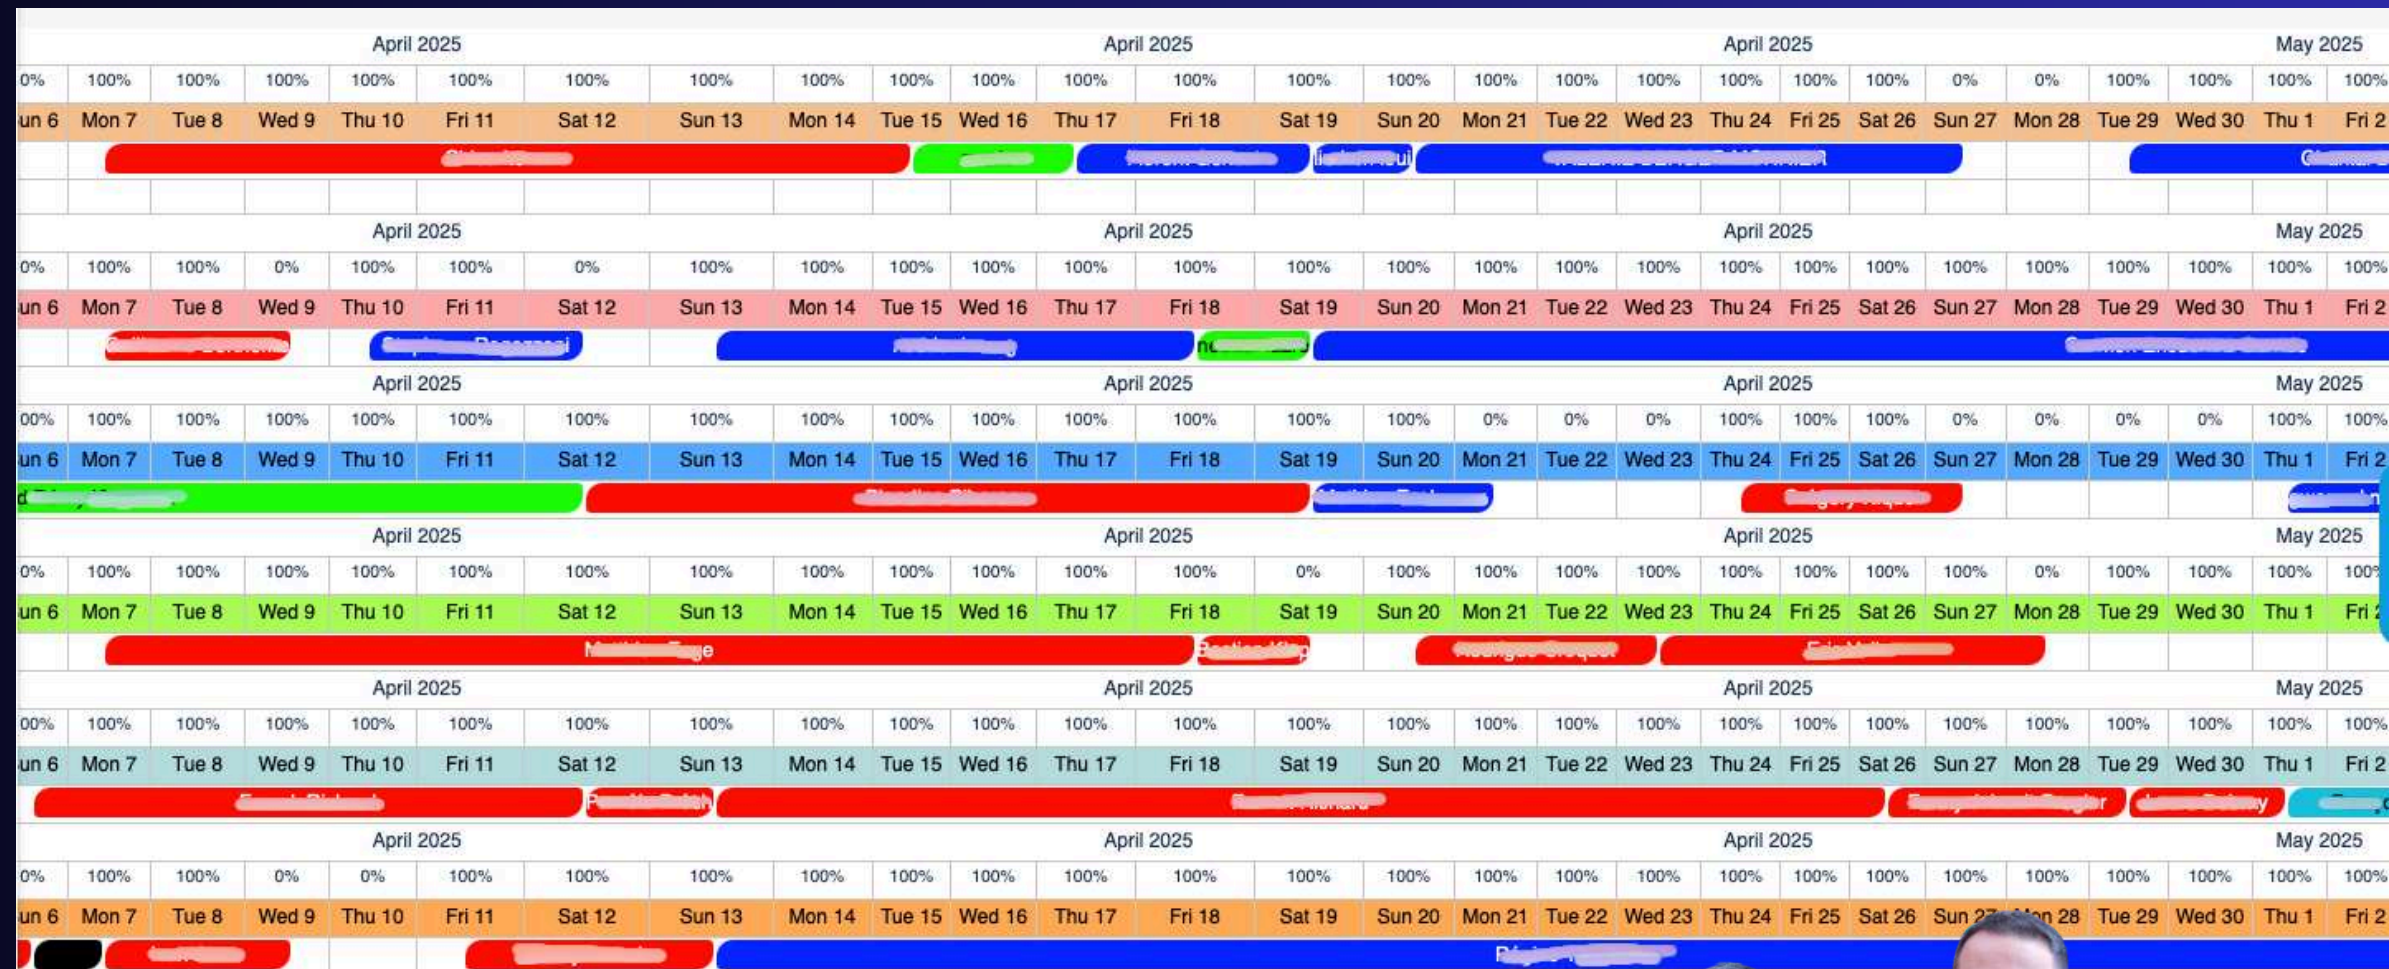 April 2025 April 2025 April 2025 May 2025
0% 100% 100% 100% 100% 100% 100% 100% 100% 100% 100% 100% 100% 100% 100% 100% 100% 100% 100% 100% 100% 0% 0% 100% 100% 100% 100%
un 6 Mon 7 Tue 8 Wed 9 Thu 10 Fri 11 Sat 12 Sun 13 Mon 14 Tue 15 Wed 16 Thu 17 Fri 18 Sat 19 Sun 20 Mon 21 Tue 22 Wed 23 Thu 24 Fri 25 Sat 26 Sun 27 Mon 28 Tue 29 Wed 30 Thu 1 Fri 2
April 2025 April 2025 April 2025 May 2025
0% 100% 100% 0% 100% 100% 0% 100% 100% 100% 100% 100% 100% 100% 100% 100% 100% 100% 100% 100% 100% 100% 100% 100% 100% 100% 100%
un 6 Mon 7 Tue 8 Wed 9 Thu 10 Fri 11 Sat 12 Sun 13 Mon 14 Tue 15 Wed 16 Thu 17 Fri 18 Sat 19 Sun 20 Mon 21 Tue 22 Wed 23 Thu 24 Fri 25 Sat 26 Sun 27 Mon 28 Tue 29 Wed 30 Thu 1 Fri 2
April 2025 April 2025 April 2025 May 2025
00% 100% 100% 100% 100% 100% 100% 100% 100% 100% 100% 100% 100% 100% 100% 0% 0% 0% 100% 100% 100% 0% 0% 0% 0% 100% 100%
un 6 Mon 7 Tue 8 Wed 9 Thu 10 Fri 11 Sat 12 Sun 13 Mon 14 Tue 15 Wed 16 Thu 17 Fri 18 Sat 19 Sun 20 Mon 21 Tue 22 Wed 23 Thu 24 Fri 25 Sat 26 Sun 27 Mon 28 Tue 29 Wed 30 Thu 1 Fri 2
April 2025 April 2025 April 2025 May 2025
0% 100% 100% 100% 100% 100% 100% 100% 100% 100% 100% 100% 100% 0% 100% 100% 100% 100% 100% 100% 100% 100% 0% 100% 100% 100% 100%
un 6 Mon 7 Tue 8 Wed 9 Thu 10 Fri 11 Sat 12 Sun 13 Mon 14 Tue 15 Wed 16 Thu 17 Fri 18 Sat 19 Sun 20 Mon 21 Tue 22 Wed 23 Thu 24 Fri 25 Sat 26 Sun 27 Mon 28 Tue 29 Wed 30 Thu 1 Fri
April 2025 April 2025 April 2025 May 2025
00% 100% 100% 100% 100% 100% 100% 100% 100% 100% 100% 100% 100% 100% 100% 100% 100% 100% 100% 100% 100% 100% 100% 100% 100% 100% 100%
un 6 Mon 7 Tue 8 Wed 9 Thu 10 Fri 11 Sat 12 Sun 13 Mon 14 Tue 15 Wed 16 Thu 17 Fri 18 Sat 19 Sun 20 Mon 21 Tue 22 Wed 23 Thu 24 Fri 25 Sat 26 Sun 27 Mon 28 Tue 29 Wed 30 Thu 1 Fri 2
April 2025 April 2025 April 2025 May 2025
0% 100% 100% 0% 0% 100% 100% 100% 100% 100% 100% 100% 100% 100% 100% 100% 100% 100% 100% 100% 100% 100% 100% 100% 100% 100% 100%
un 6 Mon 7 Tue 8 Wed 9 Thu 10 Fri 11 Sat 12 Sun 13 Mon 14 Tue 15 Wed 16 Thu 17 Fri 18 Sat 19 Sun 20 Mon 21 Tue 22 Wed 23 Thu 24 Fri 25 Sat 26 Sun 27 Mon 28 Tue 29 Wed 30 Thu 1 Fri 2